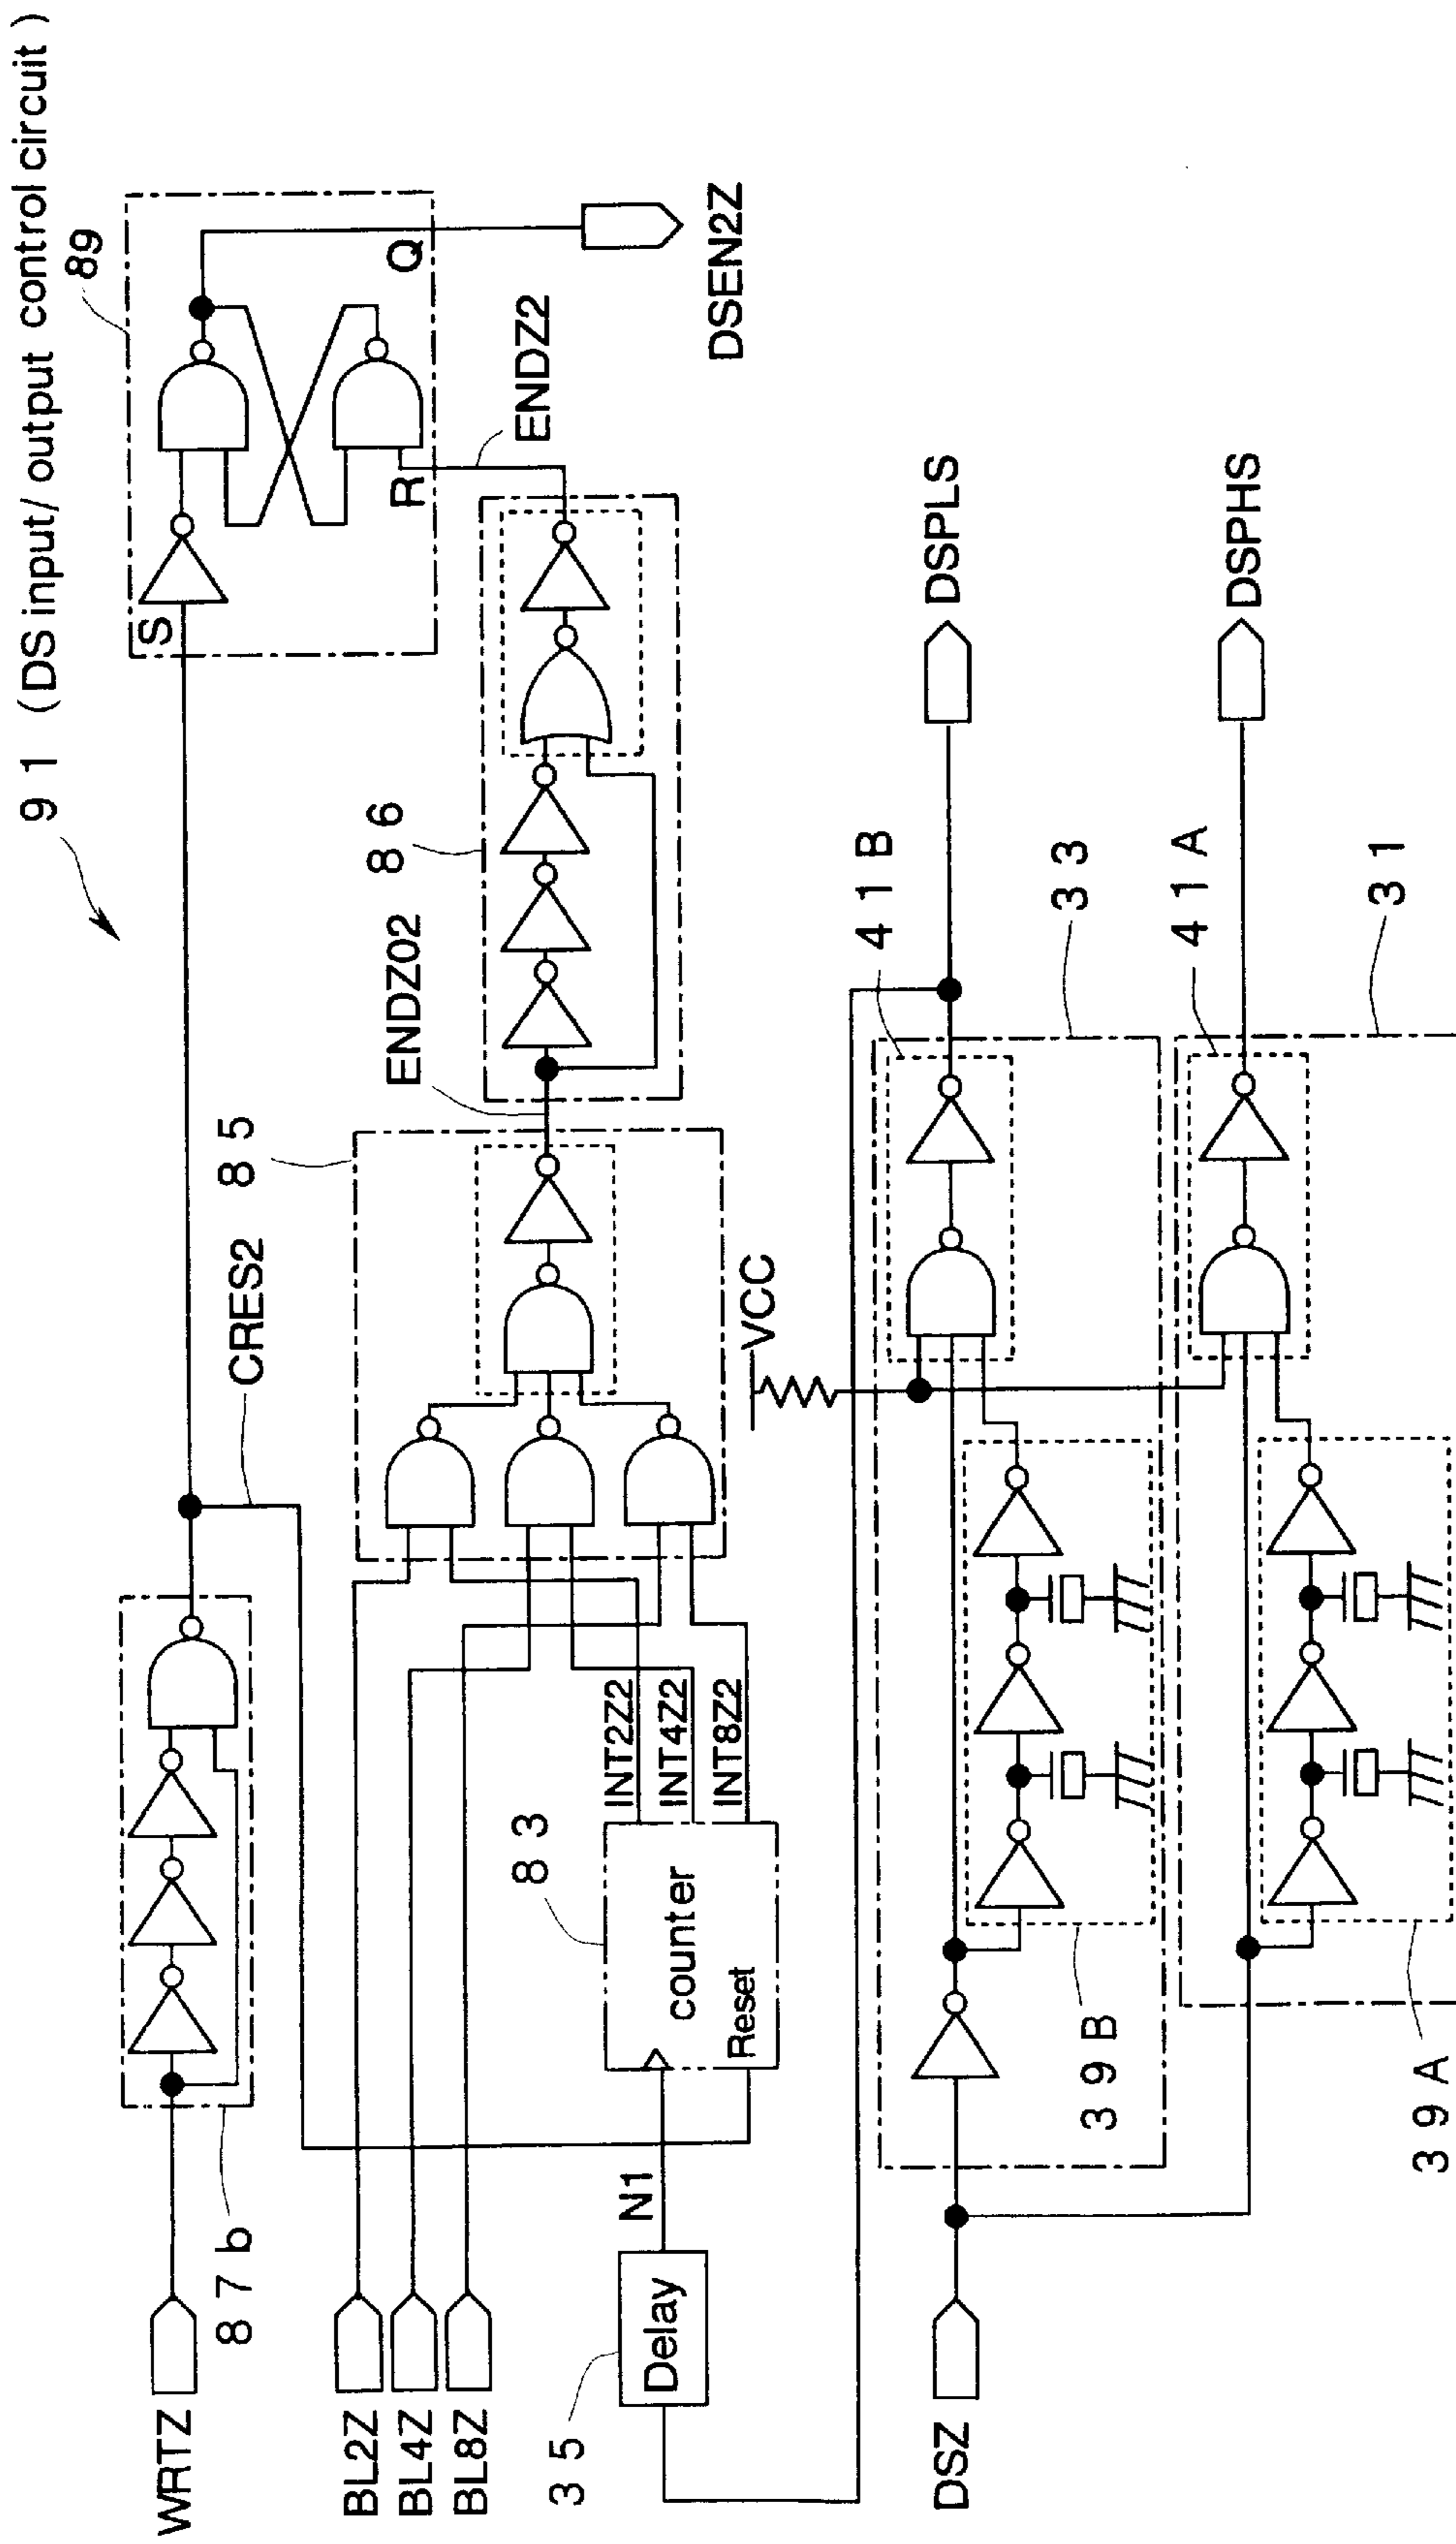 9 1 (DS input/ output control circuit )
89
S
R
Q
DSEN2Z
WRTZ
8 7 b
CRES2
8 5
ENDZ02
8 6
ENDZ2
BL2Z
BL4Z
BL8Z
INT2Z2
INT4Z2
INT8Z2
8 3
counter
Reset
N1
3 5
Delay
VCC
4 1 B
DSPLS
3 3
3 9 B
DSZ
4 1 A
DSPHS
3 1
3 9 A